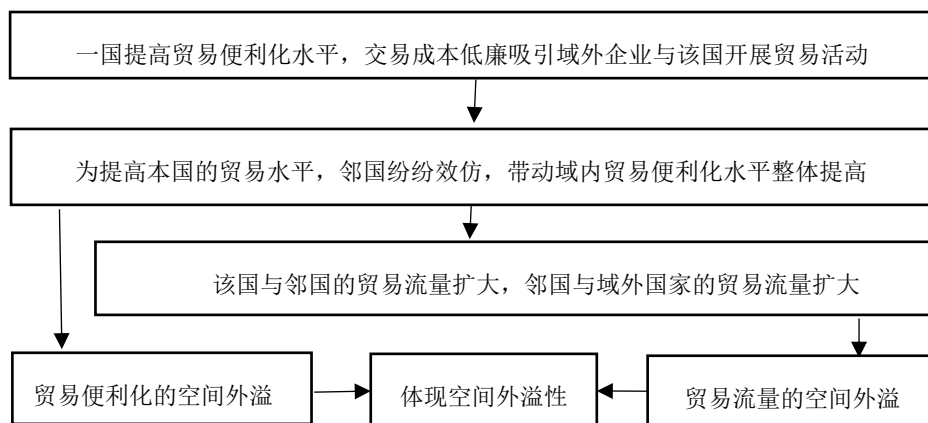 一国提高贸易便利化水平，交易成本低廉吸引域外企业与该国开展贸易活动
为提高本国的贸易水平，邻国纷纷效仿，带动域内贸易便利化水平整体提高
该国与邻国的贸易流量扩大，邻国与域外国家的贸易流量扩大
贸易便利化的空间外溢
体现空间外溢性
贸易流量的空间外溢